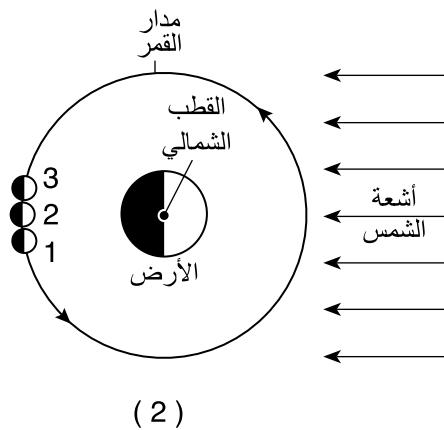 مدار
القمر
القطب
الشمالي
3
2
1
أشعة
الشمس
الأرض
( 2 )